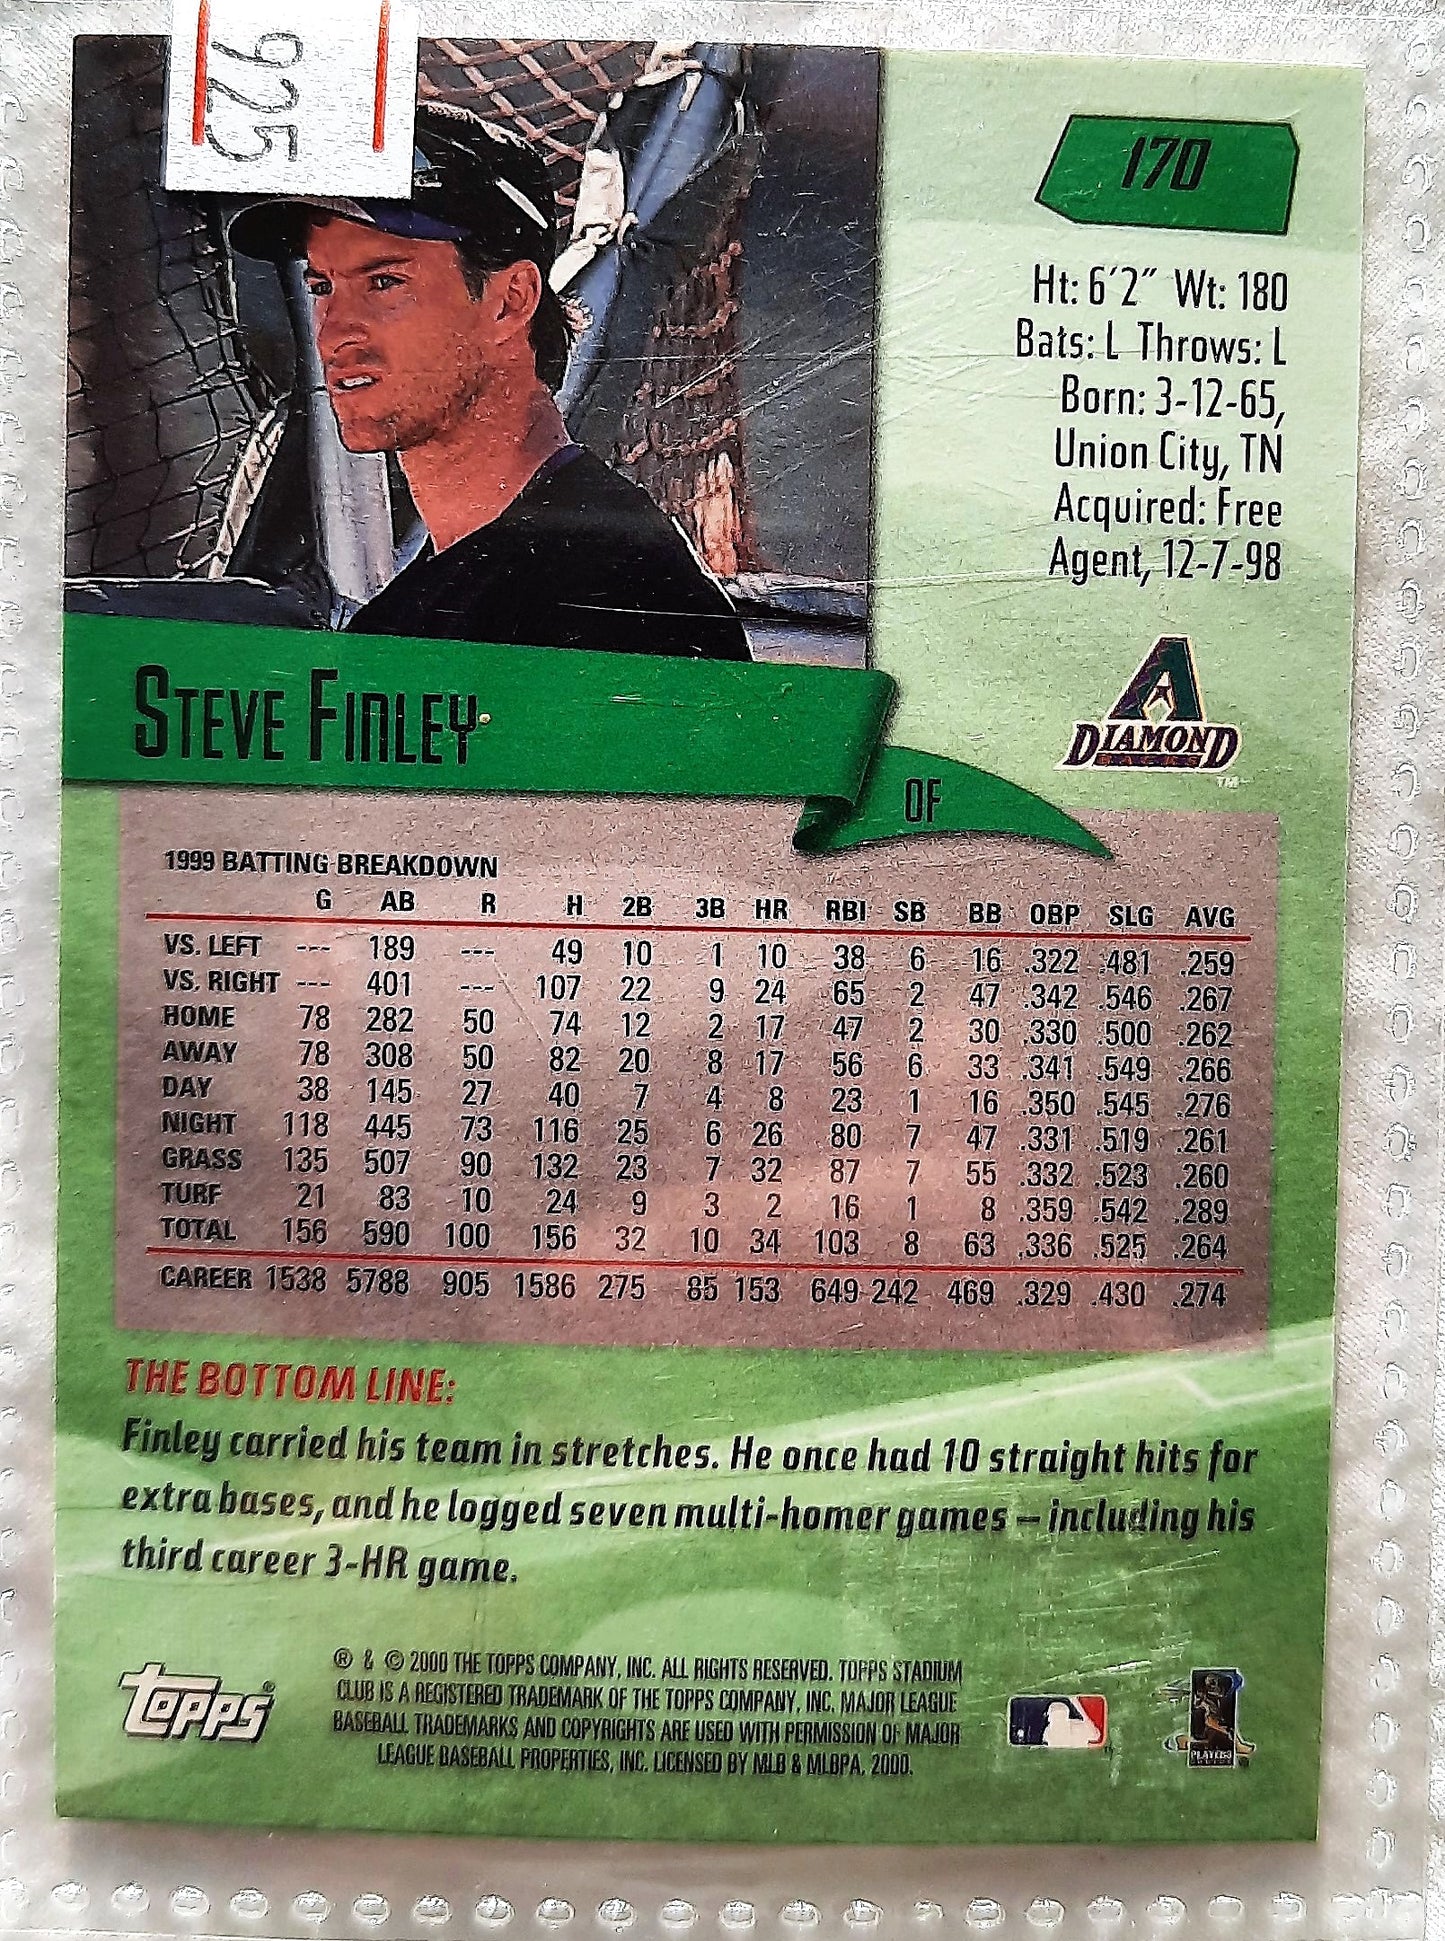 925
170
Ht: 6'2" Wt: 180
Bats: L Throws: L
Born: 3-12-65,
Union City, TN
Acquired: Free
Agent, 12-7-98
A
DIAMOND
BACKS
TM
STEVE FINLEY
OF
1999 BATTING BREAKDOWN
G AB R H 2B 3B HR RBI SB BB OBP SLG AVG
VS. LEFT --- 189 --- 49 10 1 10 38 6 16 .322 .481 .259
VS. RIGHT --- 401 --- 107 22 9 24 65 2 47 .342 .546 .267
HOME 78 282 50 74 12 2 17 47 2 30 .330 .500 .262
AWAY 78 308 50 82 20 8 17 56 6 33 .341 .549 .266
DAY 38 145 27 40 7 4 8 23 1 16 .350 .545 .276
NIGHT 118 445 73 116 25 6 26 80 7 47 .331 .519 .261
GRASS 135 507 90 132 23 7 32 87 7 55 .332 .523 .260
TURF 21 83 10 24 9 3 2 16 1 8 .359 .542 .289
TOTAL 156 590 100 156 32 10 34 103 8 63 .336 .525 .264
CAREER 1538 5788 905 1586 275 85 153 649 242 469 .329 .430 .274
THE BOTTOM LINE:
Finley carried his team in stretches. He once had 10 straight hits for
extra bases, and he logged seven multi-homer games – including his
third career 3-HR game.
® & © 2000 THE TOPPS COMPANY, INC. ALL RIGHTS RESERVED. TOPPS STADIUM
CLUB IS A REGISTERED TRADEMARK OF THE TOPPS COMPANY, INC. MAJOR LEAGUE
BASEBALL TRADEMARKS AND COPYRIGHTS ARE USED WITH PERMISSION OF MAJOR
LEAGUE BASEBALL PROPERTIES, INC. LICENSED BY MLB & MLBPA, 2000.
TOPPS®
PLAYERS